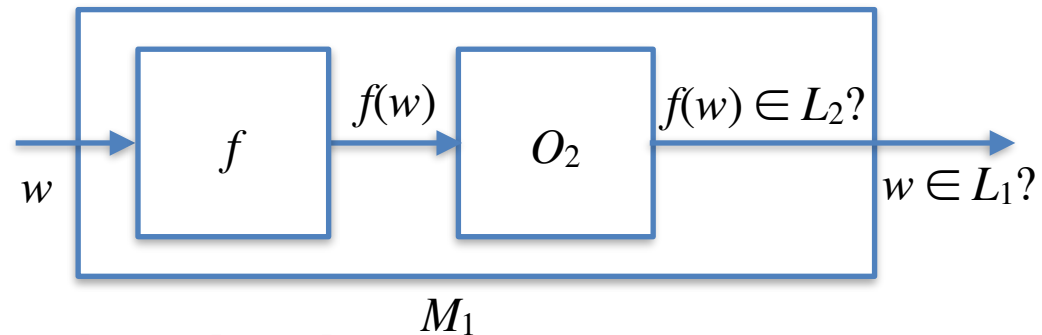 w
f
f(w)
O₂
f(w) ∈ L₂?
w ∈ L₁?
M₁